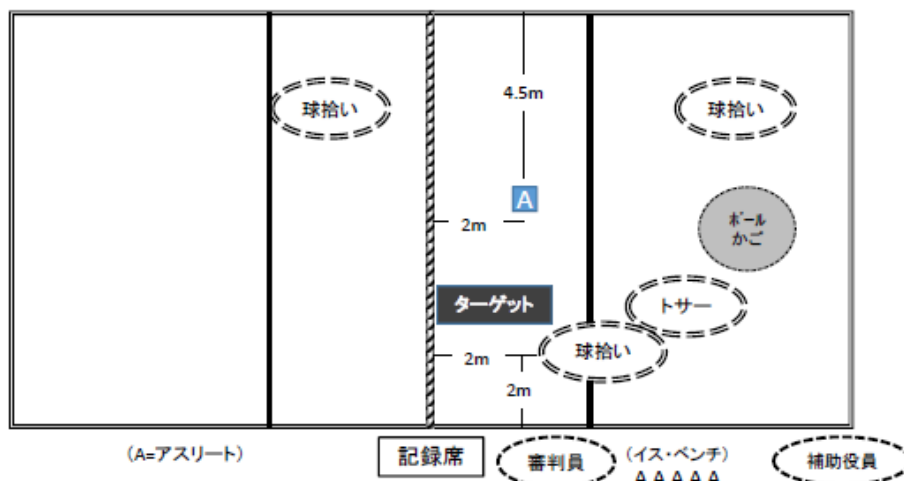 球拾い
4.5m
球拾い
A
2m
ﾎﾞｰﾙ
かご
ターゲット
トサー
2m
球拾い
2m
(A=アスリート)
記録席
審判員
(イス・ベンチ)
A A A A A
補助役員